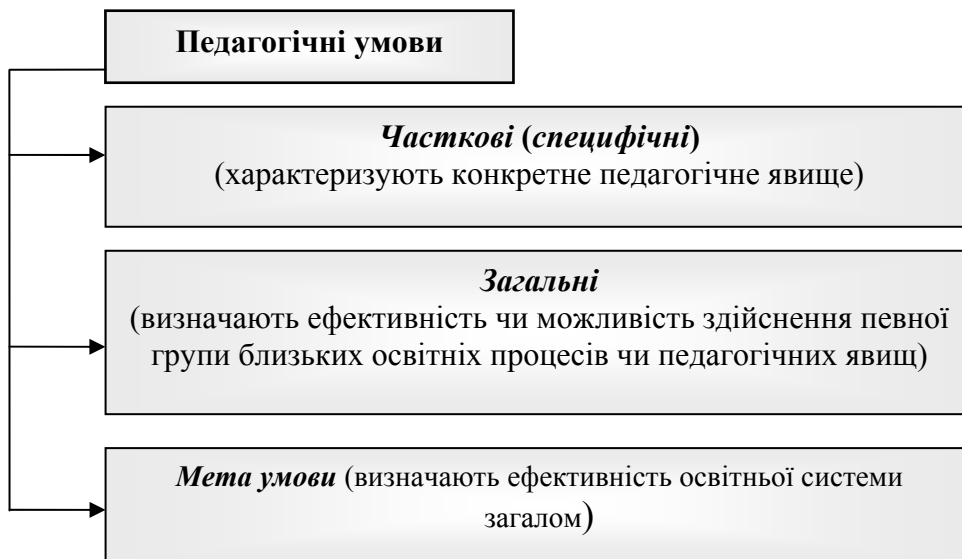 Педагогічні умови
Часткові (специфічні)
(характеризують конкретне педагогічне явище)
Загальні
(визначають ефективність чи можливість здійснення певної
групи близьких освітніх процесів чи педагогічних явищ)
Мета умови (визначають ефективність освітньої системи
загалом)